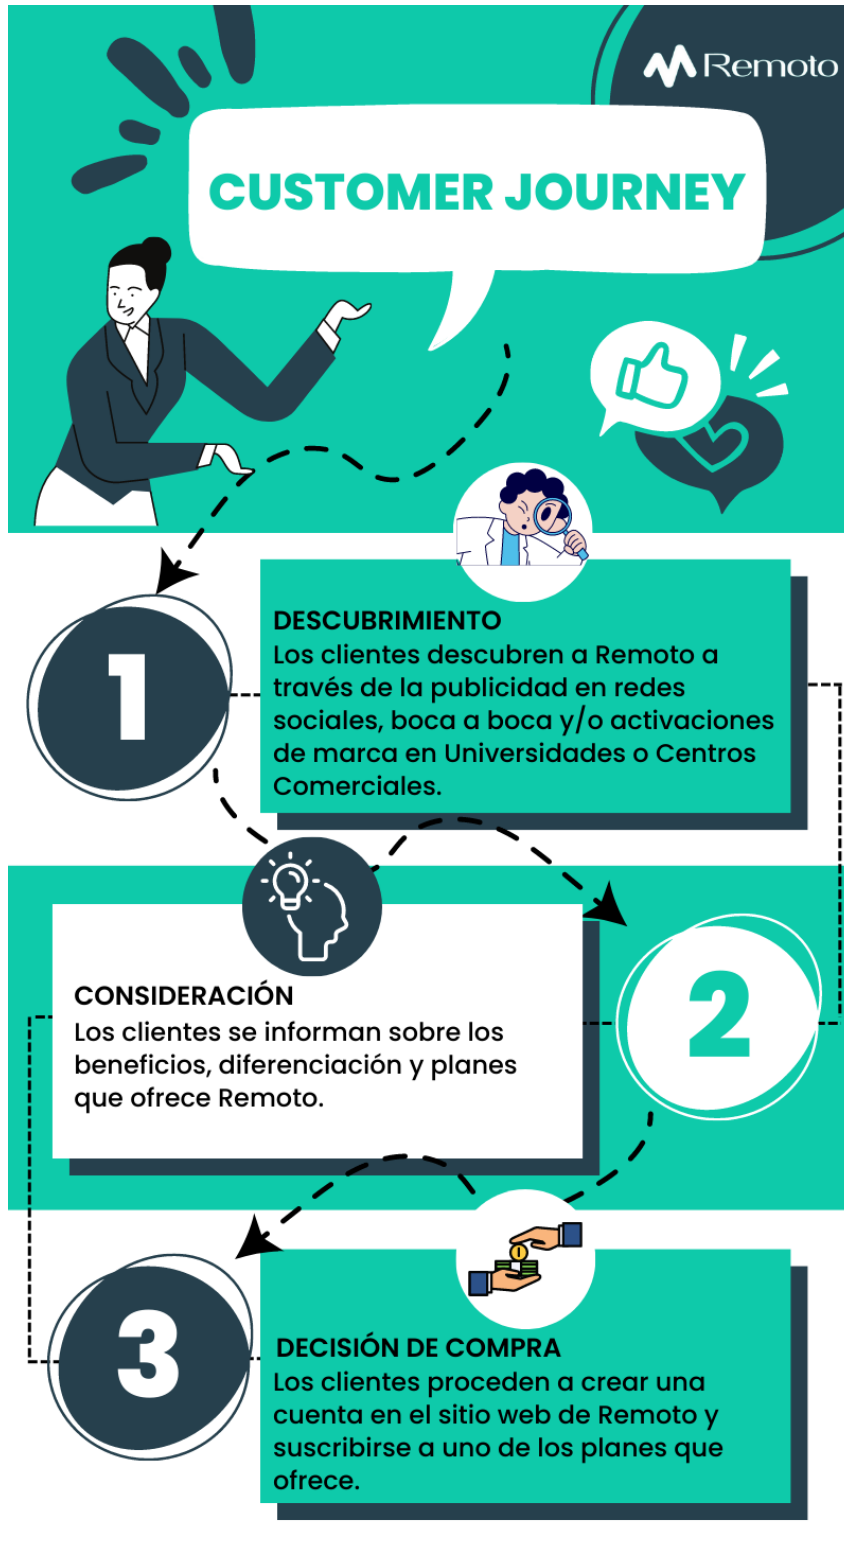 Remoto
CUSTOMER JOURNEY
1
DESCUBRIMIENTO
Los clientes descubren a Remoto a
través de la publicidad en redes
sociales, boca a boca y/o activaciones
de marca en Universidades o Centros
Comerciales.
2
CONSIDERACIÓN
Los clientes se informan sobre los
beneficios, diferenciación y planes
que ofrece Remoto.
3
DECISIÓN DE COMPRA
Los clientes proceden a crear una
cuenta en el sitio web de Remoto y
suscribirse a uno de los planes que
ofrece.